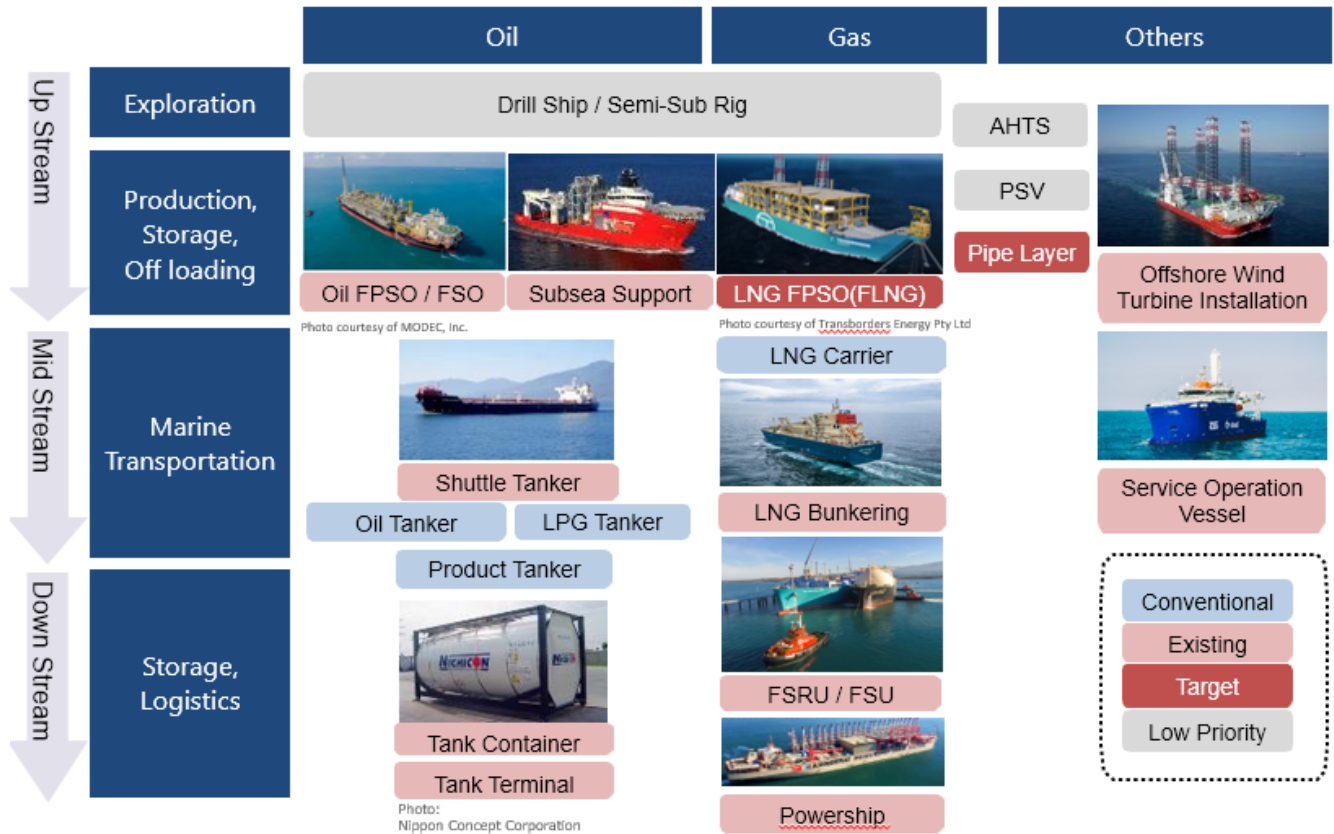 Oil
Gas
Others
Up Stream
Exploration
Drill Ship / Semi-Sub Rig
AHTS
Production,
Storage,
Off loading
PSV
Pipe Layer
Oil FPSO / FSO
Subsea Support
LNG FPSO(FLNG)
Offshore Wind
Turbine Installation
Photo courtesy of MODEC, Inc.
Photo courtesy of Transborders Energy Pty Ltd
Mid Stream
Marine
Transportation
LNG Carrier
Shuttle Tanker
Oil Tanker
LPG Tanker
LNG Bunkering
Service Operation
Vessel
Product Tanker
Down Stream
Storage,
Logistics
NICHICON
FSRU / FSU
Tank Container
Tank Terminal
Photo:
Nippon Concept Corporation
Powership
Conventional
Existing
Target
Low Priority